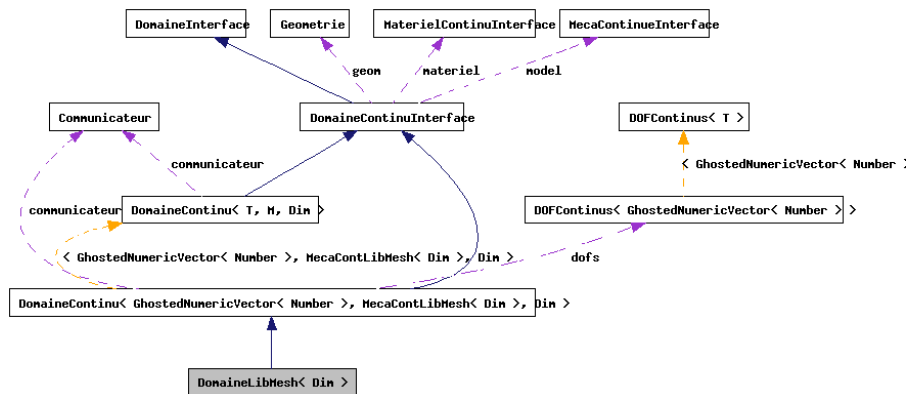 DomaineInterface
Geometrie
MaterielContinuInterface
MecaContinueInterface
geom
materiel
model
Communicateur
DomaineContinuInterface
DOFContinus< T >
communicateur
< GhostedNumericVector< Number >
communicateur
DomaineContinu< T, M, Dim >
DOFContinus< GhostedNumericVector< Number > >
< GhostedNumericVector< Number >, MecaContLibMesh< Dim >, Dim >
dofs
DomaineContinu< GhostedNumericVector< Number >, MecaContLibMesh< Dim >, Dim >
DomaineLibMesh< Dim >